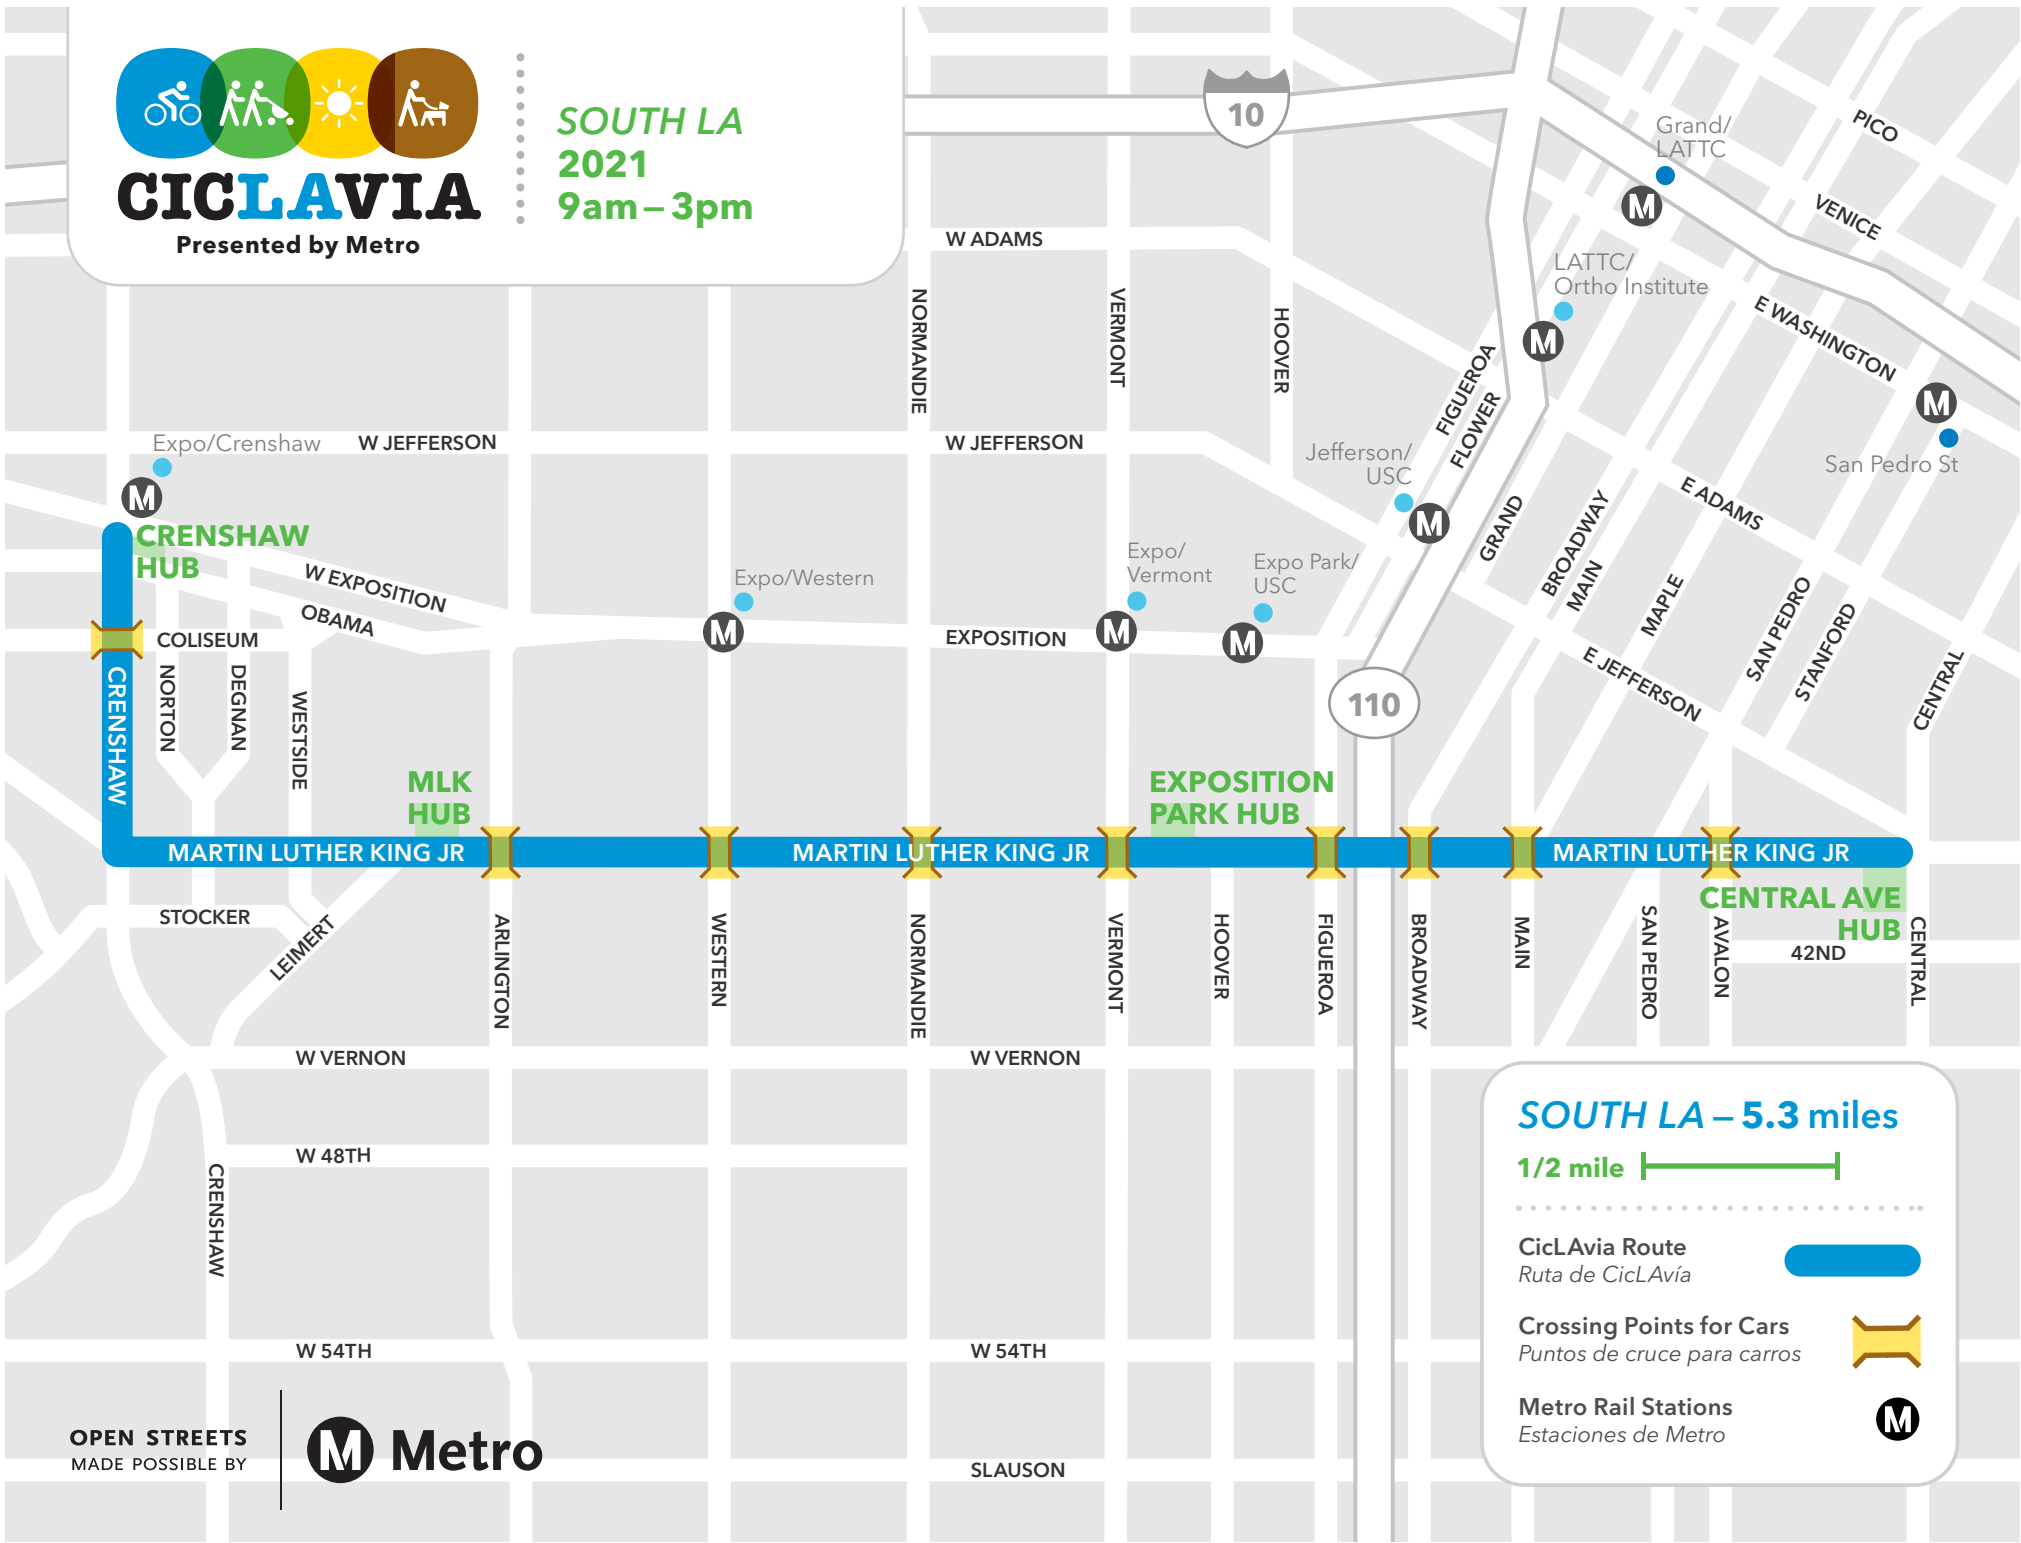 CICLAVIA
Presented by Metro
SOUTH LA
2021
9am – 3pm
10
PICO
Grand/
LATTC
M
VENICE
W ADAMS
LATTC/
Ortho Institute
M
E WASHINGTON
NORMANDIE
VERMONT
HOOVER
FIGUEROA
FLOWER
M
San Pedro St
Expo/Crenshaw
M
W JEFFERSON
W JEFFERSON
Jefferson/
USC
M
GRAND
BROADWAY
MAIN
E ADAMS
CRENSHAW
HUB
W EXPOSITION
OBAMA
Expo/Western
M
Expo/
Vermont
M
Expo Park/
USC
M
EXPOSITION
MAPLE
SAN PEDRO
STANFORD
CENTRAL
E JEFFERSON
COLISEUM
CRENSHAW
NORTON
DEGNAN
WESTSIDE
110
MLK
HUB
EXPOSITION
PARK HUB
MARTIN LUTHER KING JR
MARTIN LUTHER KING JR
MARTIN LUTHER KING JR
CENTRAL AVE
HUB
STOCKER
LEIMERT
ARLINGTON
WESTERN
NORMANDIE
VERMONT
HOOVER
FIGUEROA
BROADWAY
MAIN
SAN PEDRO
AVALON
42ND
CENTRAL
W VERNON
W VERNON
W 48TH
CRENSHAW
W 54TH
W 54TH
SLAUSON
SOUTH LA – 5.3 miles
1/2 mile
CicLAvia Route
Ruta de CicLAvía
Crossing Points for Cars
Puntos de cruce para carros
Metro Rail Stations
Estaciones de Metro
M
OPEN STREETS
MADE POSSIBLE BY
M Metro